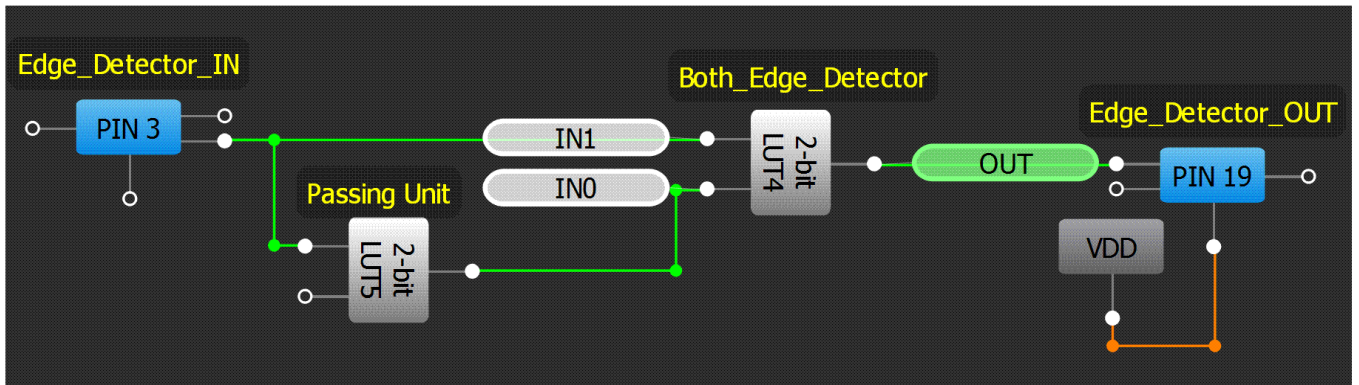 Edge_Detector_IN
PIN 3
IN1
IN0
Passing Unit
2-bit
LUT5
Both_Edge_Detector
2-bit
LUT4
OUT
Edge_Detector_OUT
PIN 19
VDD